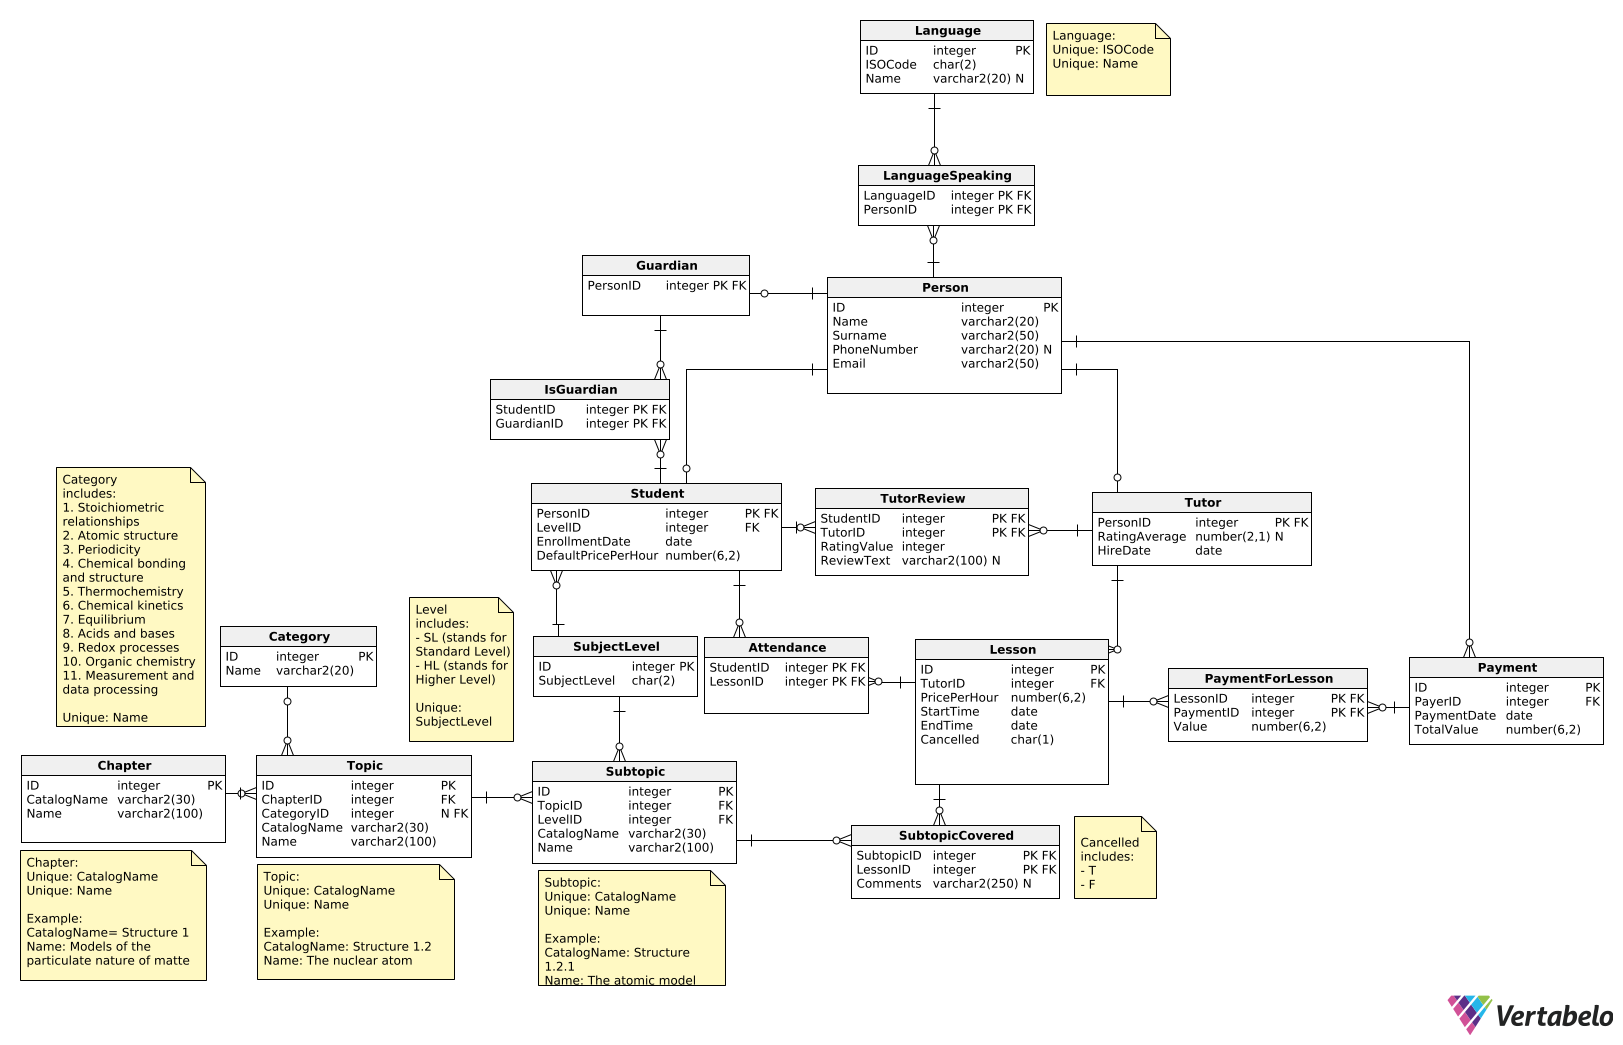 Language
ID integer PK
ISOCode char(2)
Name varchar2(20) N
Language:
Unique: ISOCode
Unique: Name
LanguageSpeaking
LanguageID integer PK FK
PersonID integer PK FK
Guardian
PersonID integer PK FK
Person
ID integer PK
Name varchar2(20)
Surname varchar2(50)
PhoneNumber varchar2(20) N
Email varchar2(50)
IsGuardian
StudentID integer PK FK
GuardianID integer PK FK
Category
includes:
1. Stoichiometric
relationships
2. Atomic structure
3. Periodicity
4. Chemical bonding
and structure
5. Thermochemistry
6. Chemical kinetics
7. Equilibrium
8. Acids and bases
9. Redox processes
10. Organic chemistry
11. Measurement and
data processing
Unique: Name
Student
PersonID integer PK FK
LevelID integer FK
EnrollmentDate date
DefaultPricePerHour number(6,2)
TutorReview
StudentID integer PK FK
TutorID integer PK FK
RatingValue integer
ReviewText varchar2(100) N
Tutor
PersonID integer PK FK
RatingAverage number(2,1) N
HireDate date
Level
includes:
- SL (stands for
Standard Level)
- HL (stands for
Higher Level)
Unique:
SubjectLevel
Category
ID integer PK
Name varchar2(20)
SubjectLevel
ID integer PK
SubjectLevel char(2)
Attendance
StudentID integer PK FK
LessonID integer PK FK
Lesson
ID integer PK
TutorID integer FK
PricePerHour number(6,2)
StartTime date
EndTime date
Cancelled char(1)
PaymentForLesson
LessonID integer PK FK
PaymentID integer PK FK
Value number(6,2)
Payment
ID integer PK
PayerID integer FK
PaymentDate date
TotalValue number(6,2)
Chapter
ID integer PK
CatalogName varchar2(30)
Name varchar2(100)
Topic
ID integer PK
ChapterID integer FK
CategoryID integer N FK
CatalogName varchar2(30)
Name varchar2(100)
Subtopic
ID integer PK
TopicID integer FK
LevelID integer FK
CatalogName varchar2(30)
Name varchar2(100)
SubtopicCovered
SubtopicID integer PK FK
LessonID integer PK FK
Comments varchar2(250) N
Cancelled
includes:
- T
- F
Chapter:
Unique: CatalogName
Unique: Name
Example:
CatalogName= Structure 1
Name: Models of the
particulate nature of matte
Topic:
Unique: CatalogName
Unique: Name
Example:
CatalogName: Structure 1.2
Name: The nuclear atom
Subtopic:
Unique: CatalogName
Unique: Name
Example:
CatalogName: Structure
1.2.1
Name: The atomic model
Vertabelo